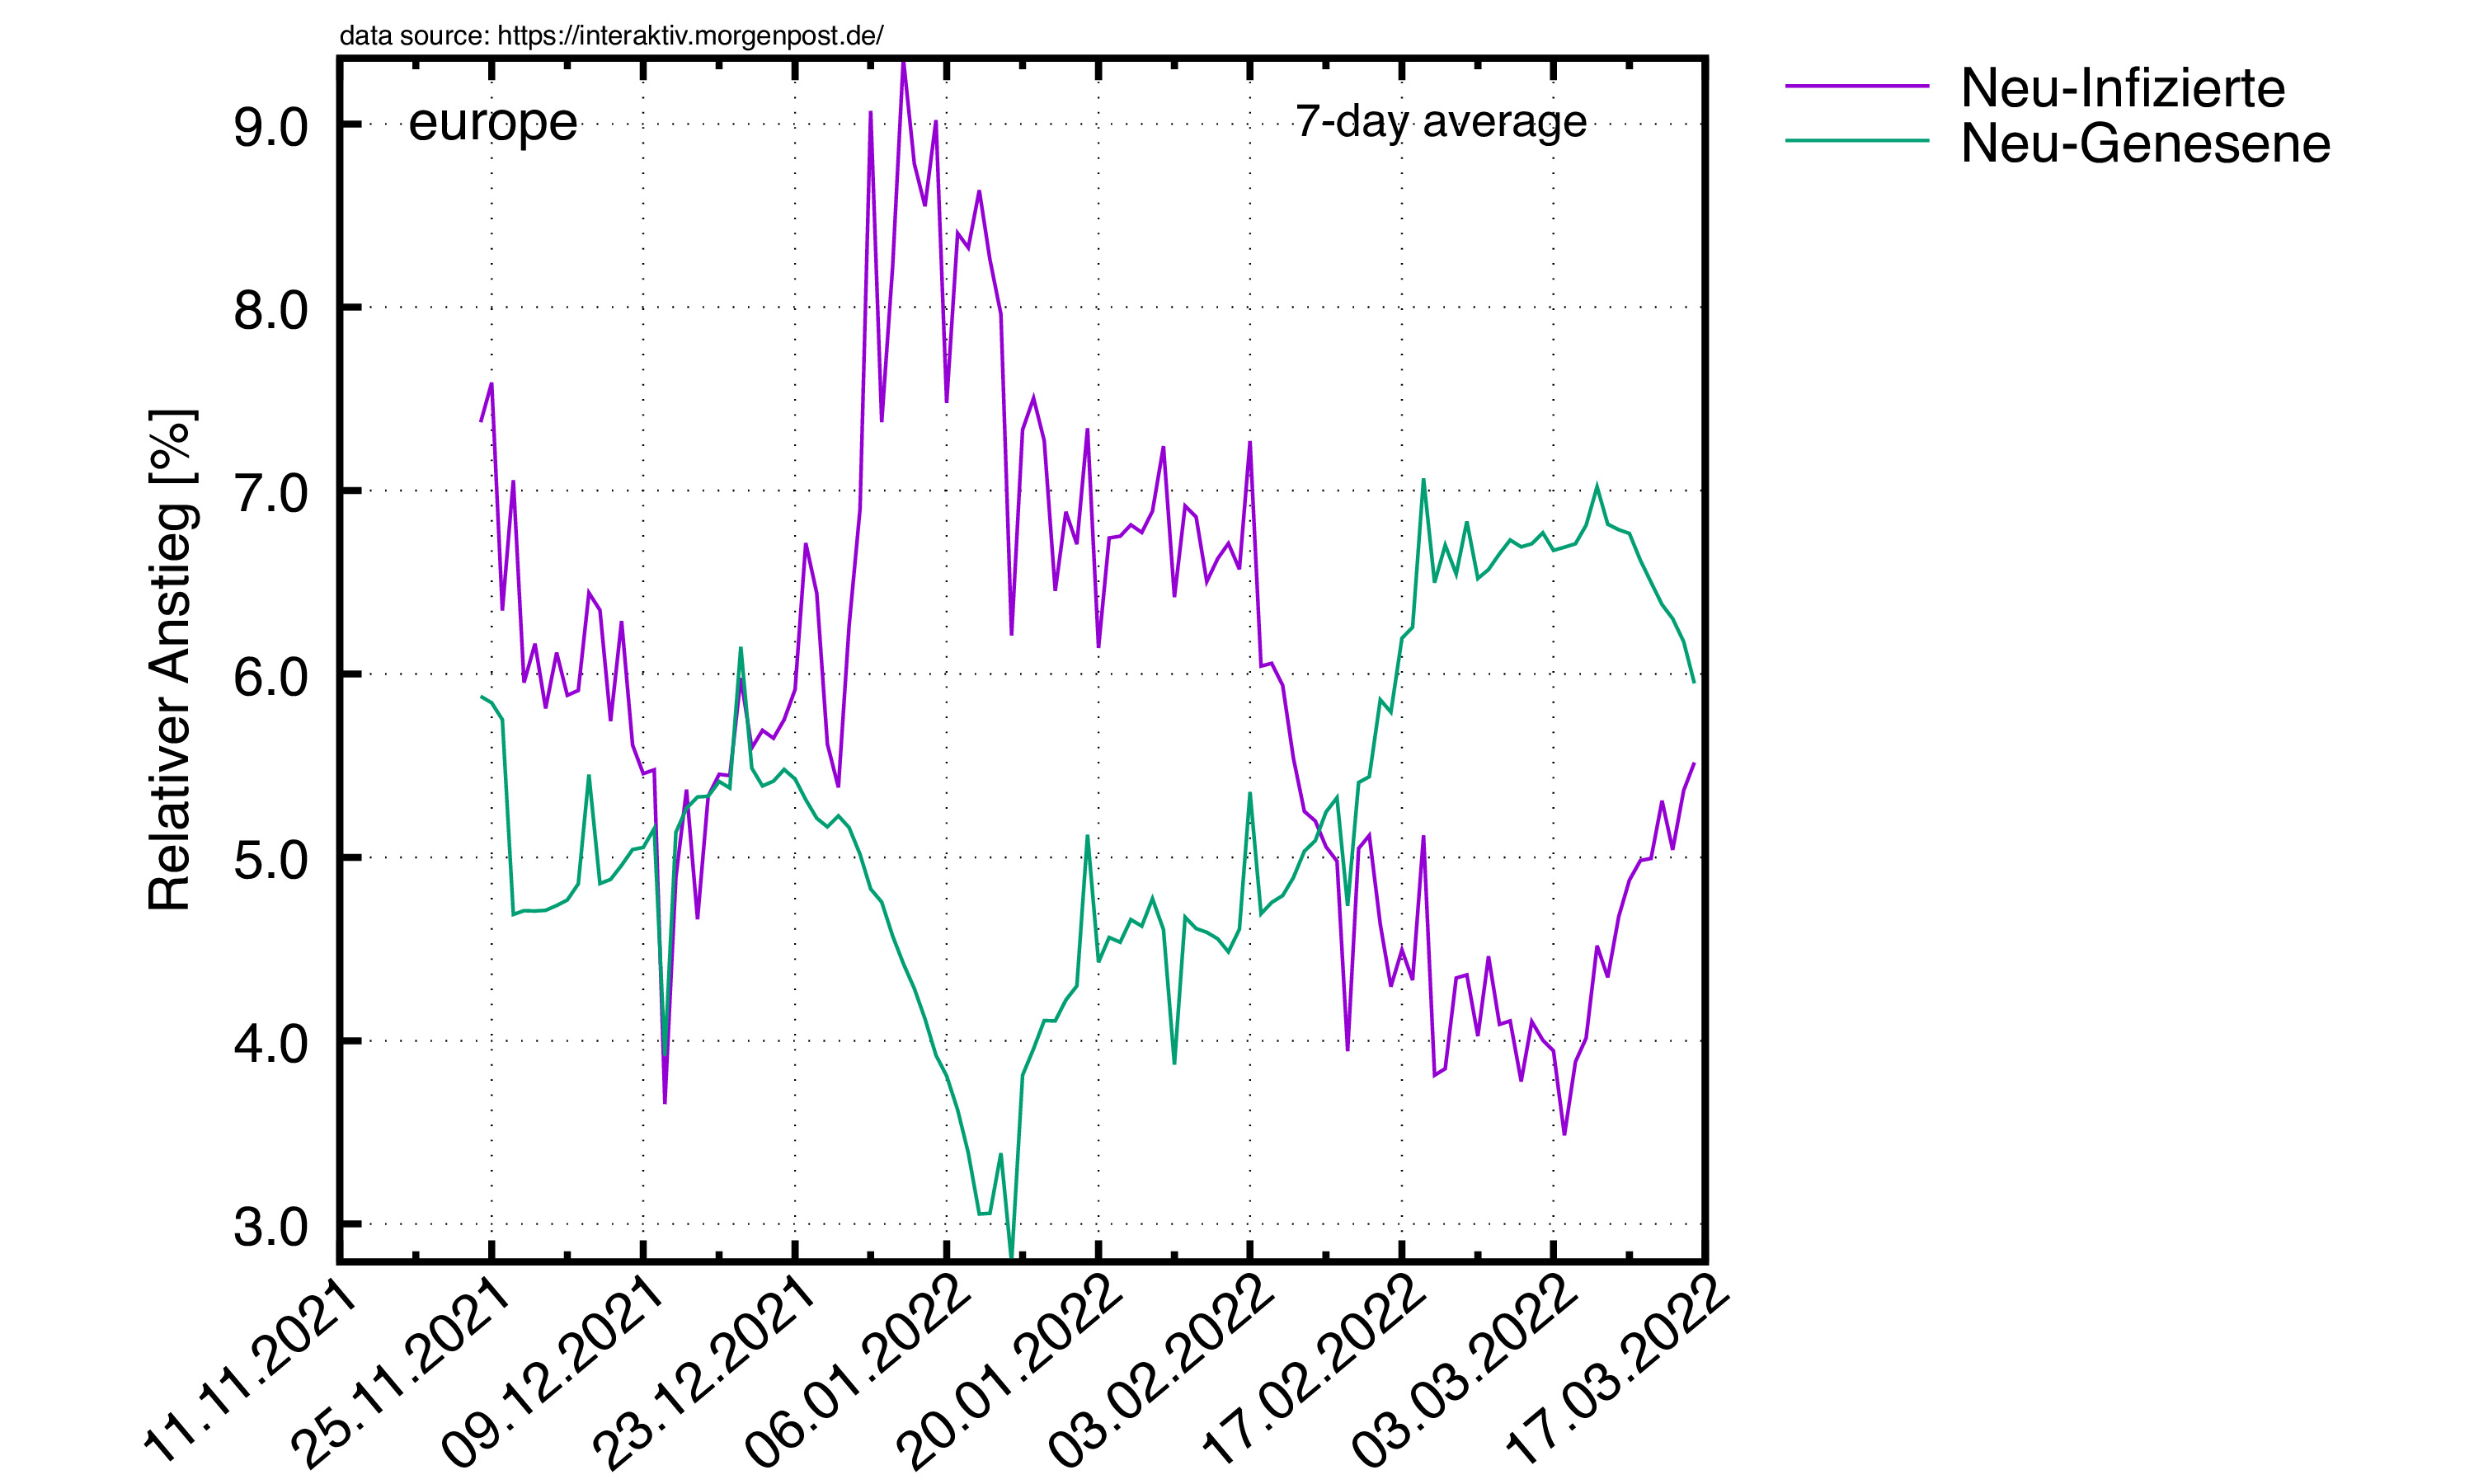 data source: https://interaktiv.morgenpost.de/
europe
7-day average
Neu-Infizierte
Neu-Genesene
Relativer Anstieg [%]
9.0
8.0
7.0
6.0
5.0
4.0
3.0
11.11.2021
25.11.2021
09.12.2021
23.12.2021
06.01.2022
20.01.2022
03.02.2022
17.02.2022
03.03.2022
17.03.2022